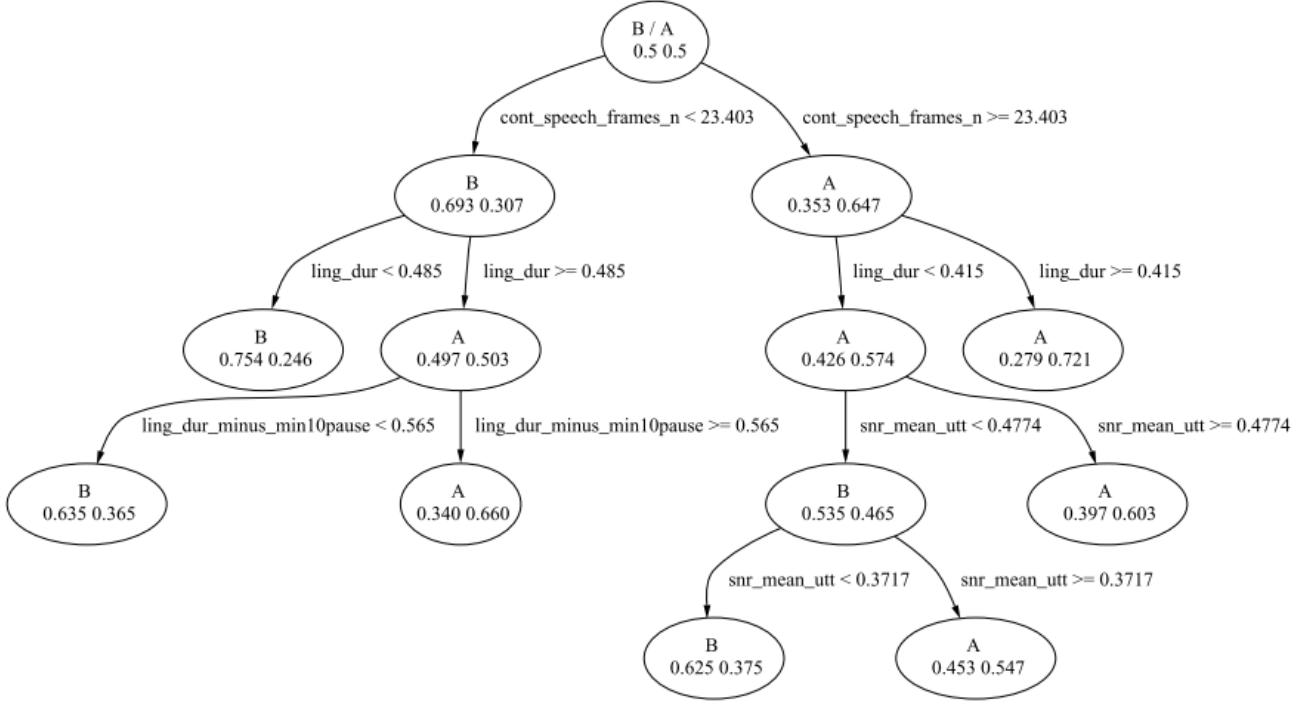 B / A
0.5 0.5
cont_speech_frames_n < 23.403
cont_speech_frames_n >= 23.403
B
0.693 0.307
A
0.353 0.647
ling_dur < 0.485
ling_dur >= 0.485
ling_dur < 0.415
ling_dur >= 0.415
B
0.754 0.246
A
0.497 0.503
A
0.426 0.574
A
0.279 0.721
ling_dur_minus_min10pause < 0.565
ling_dur_minus_min10pause >= 0.565
snr_mean_utt < 0.4774
snr_mean_utt >= 0.4774
B
0.635 0.365
A
0.340 0.660
B
0.535 0.465
A
0.397 0.603
snr_mean_utt < 0.3717
snr_mean_utt >= 0.3717
B
0.625 0.375
A
0.453 0.547